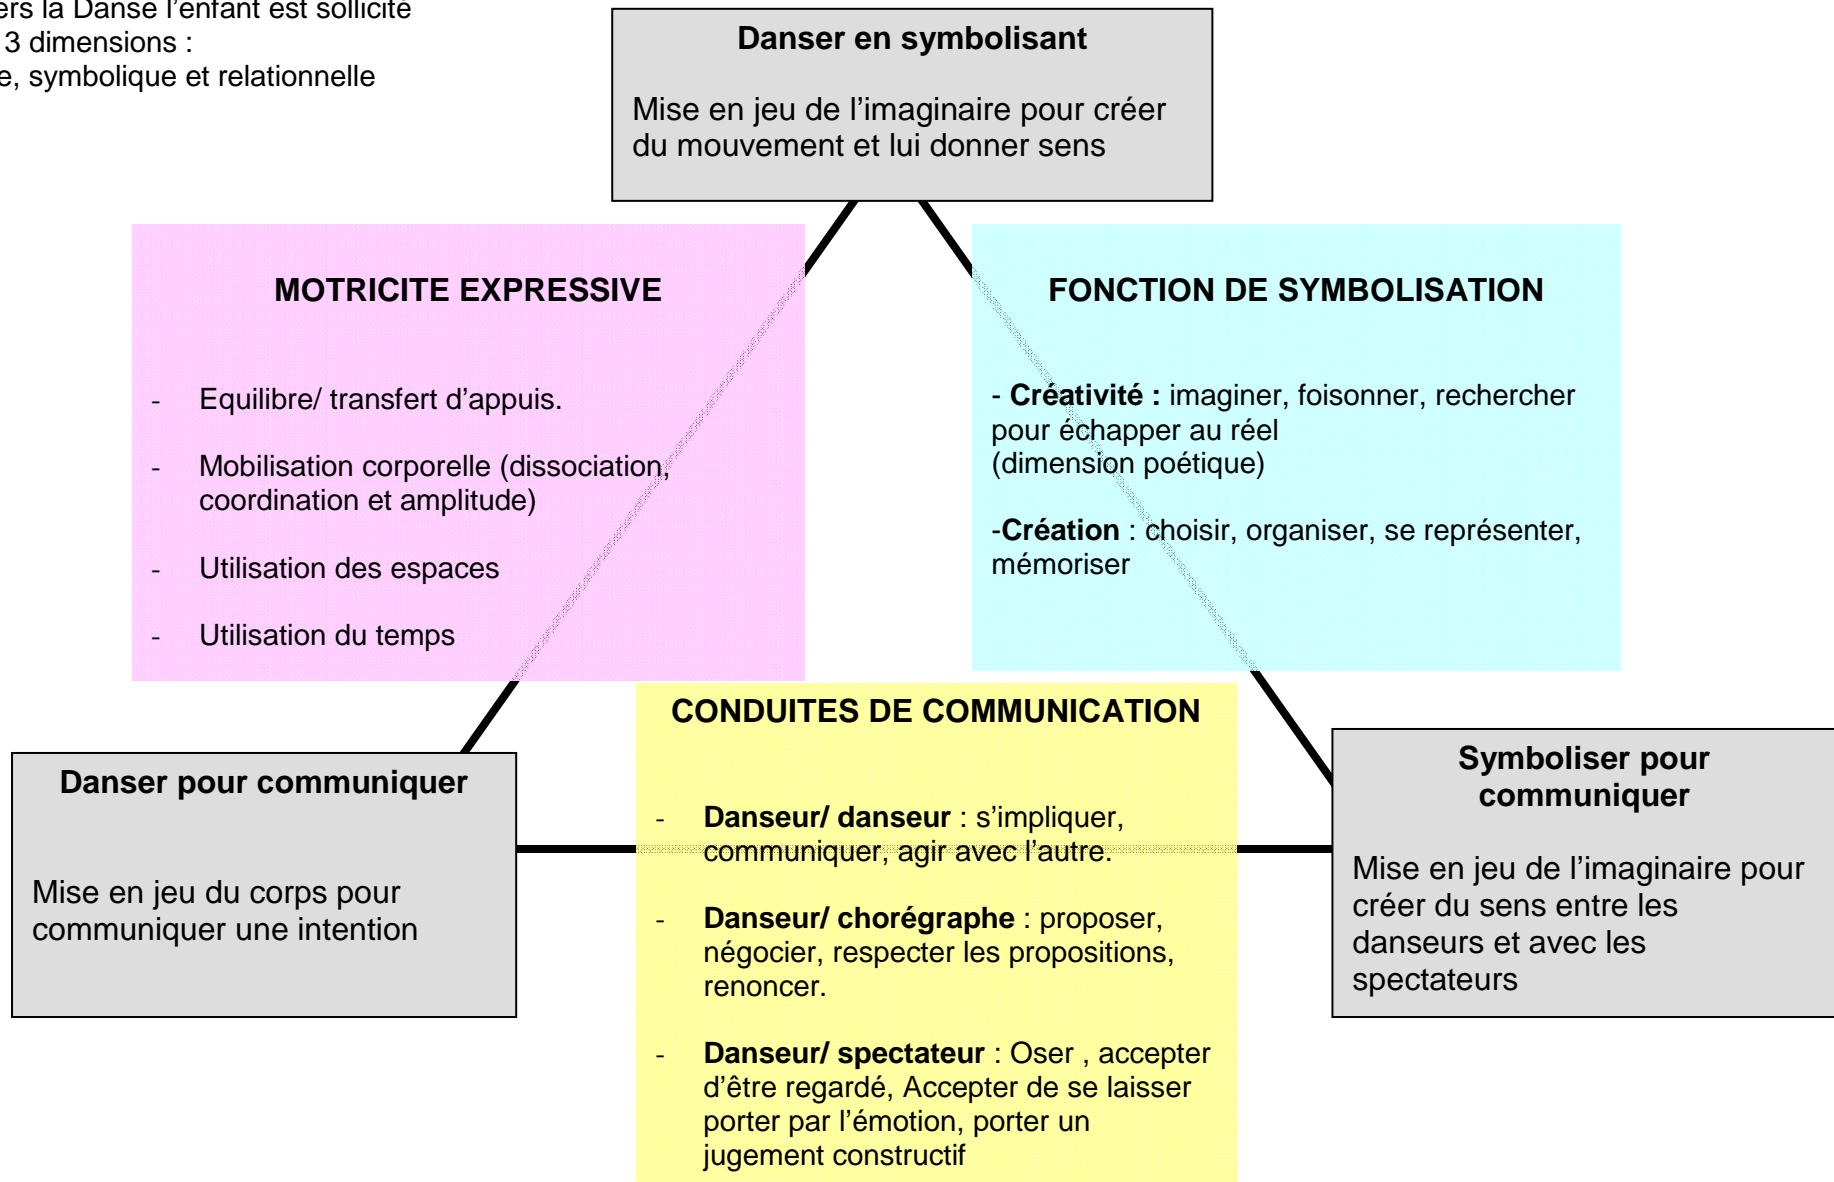 ers la Danse l’enfant est sollicité
3 dimensions :
e, symbolique et relationnelle
Danser en symbolisant
Mise en jeu de l’imaginaire pour créer
du mouvement et lui donner sens
MOTRICITE EXPRESSIVE
- Equilibre/ transfert d’appuis.
- Mobilisation corporelle (dissociation,
coordination et amplitude)
- Utilisation des espaces
- Utilisation du temps
FONCTION DE SYMBOLISATION
- Créativité : imaginer, foisonner, rechercher
pour échapper au réel
(dimension poétique)
-Création : choisir, organiser, se représenter,
mémoriser
CONDUITES DE COMMUNICATION
- Danseur/ danseur : s’impliquer,
communiquer, agir avec l’autre.
- Danseur/ chorégraphe : proposer,
négocier, respecter les propositions,
renoncer.
- Danseur/ spectateur : Oser , accepter
d’être regardé, Accepter de se laisser
porter par l’émotion, porter un
jugement constructif
Danser pour communiquer
Mise en jeu du corps pour
communiquer une intention
Symboliser pour
communiquer
Mise en jeu de l’imaginaire pour
créer du sens entre les
danseurs et avec les
spectateurs